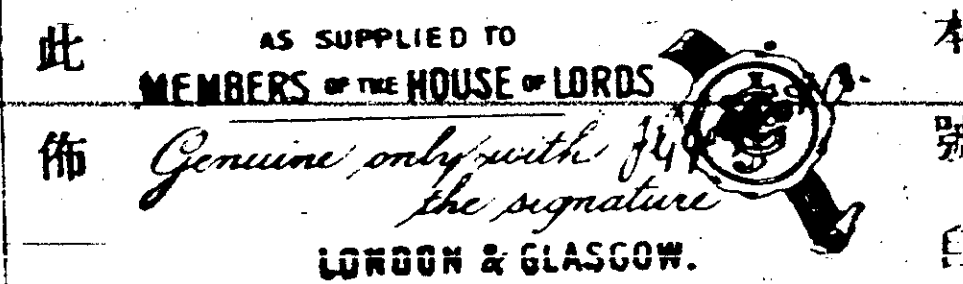 此
佈
AS SUPPLIED TO
MEMBERS OF THE HOUSE OF LORDS
Genuine only with
the signature
LONDON & GLASGOW.
本
號